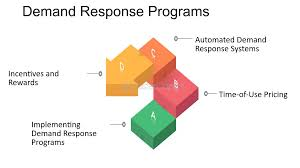 Demand Response Programs
Automated Demand
Response Systems
D
C
Incentives and
Rewards
B
Time-of-Use Pricing
A
Implementing
Demand Response
Programs